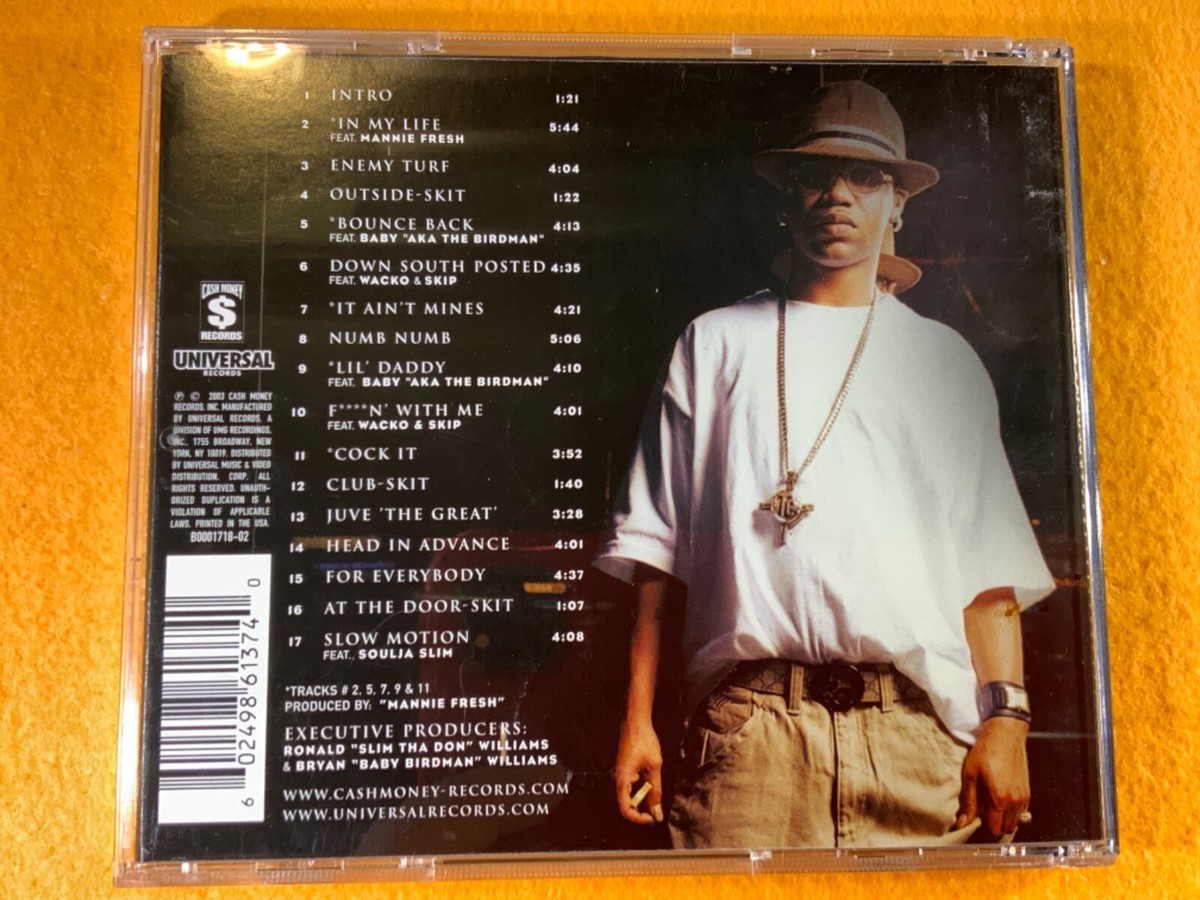 1 INTRO 1:21
2 *IN MY LIFE 5:44
FEAT. MANNIE FRESH
3 ENEMY TURF 4:04
4 OUTSIDE-SKIT 1:22
5 *BOUNCE BACK 4:13
FEAT. BABY "AKA THE BIRDMAN"
6 DOWN SOUTH POSTED 4:35
FEAT. WACKO & SKIP
7 *IT AIN'T MINES 4:21
8 NUMB NUMB 5:06
9 *LIL' DADDY 4:10
FEAT. BABY "AKA THE BIRDMAN"
10 F****N' WITH ME 4:01
FEAT. WACKO & SKIP
11 *COCK IT 3:52
12 CLUB-SKIT 1:40
13 JUVE 'THE GREAT' 3:28
14 HEAD IN ADVANCE 4:01
15 FOR EVERYBODY 4:37
16 AT THE DOOR-SKIT 1:07
17 SLOW MOTION 4:08
FEAT. SOULJA SLIM
*TRACKS # 2, 5, 7, 9 & 11
PRODUCED BY: "MANNIE FRESH"
EXECUTIVE PRODUCERS:
RONALD "SLIM THA DON" WILLIAMS
& BRYAN "BABY BIRDMAN" WILLIAMS
WWW.CASHMONEY-RECORDS.COM
WWW.UNIVERSALRECORDS.COM
CASH MONEY
$
RECORDS
UNIVERSAL
RECORDS
℗ © 2003 CASH MONEY
RECORDS, INC. MANUFACTURED
BY UNIVERSAL RECORDS, A
DIVISION OF UMG RECORDINGS,
INC., 1755 BROADWAY, NEW
YORK, NY 10019. DISTRIBUTED
BY UNIVERSAL MUSIC & VIDEO
DISTRIBUTION, CORP. ALL
RIGHTS RESERVED. UNAUTH-
ORIZED DUPLICATION IS A
VIOLATION OF APPLICABLE
LAWS. PRINTED IN THE USA.
B0001718-02
6 02498 61374 0